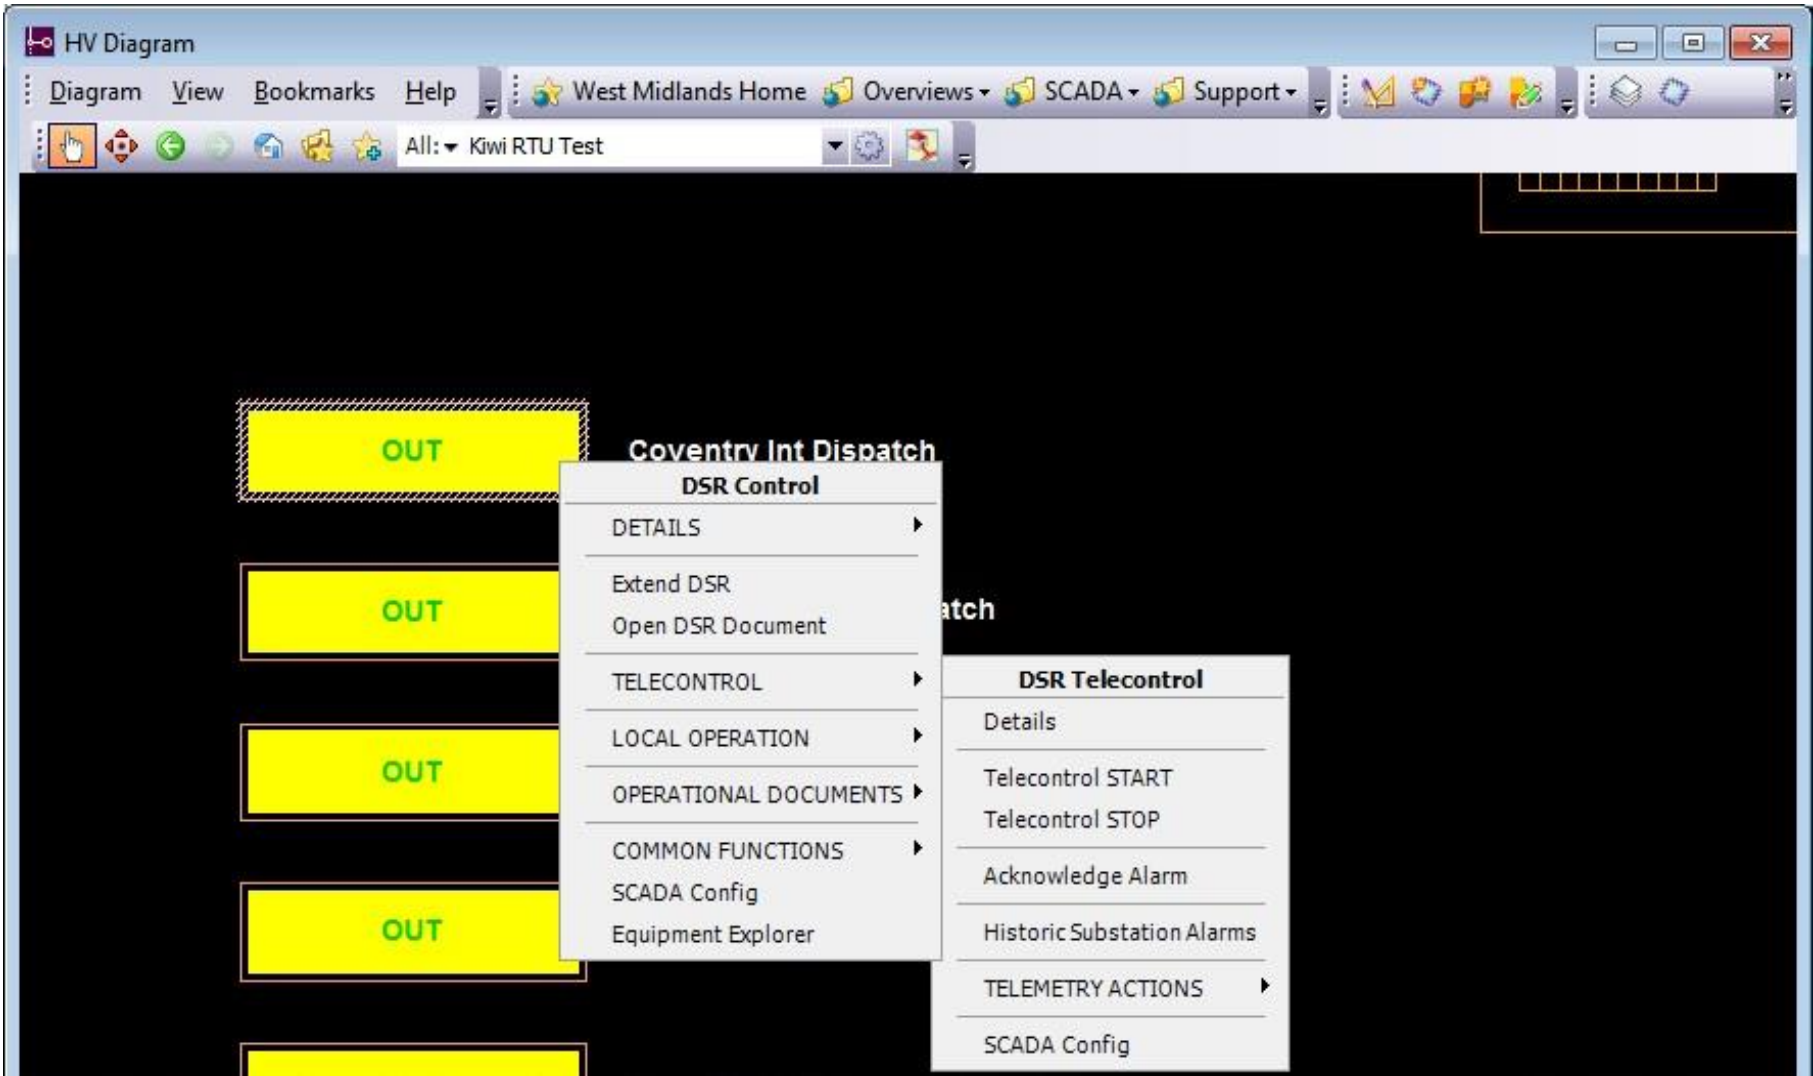 HV Diagram
Diagram View Bookmarks Help West Midlands Home Overviews SCADA Support
All: Kiwi RTU Test
OUT Coventry Int Dispatch
DSR Control
DETAILS
Extend DSR
Open DSR Document
TELECONTROL
LOCAL OPERATION
OPERATIONAL DOCUMENTS
COMMON FUNCTIONS
SCADA Config
Equipment Explorer
OUT
OUT
OUT
DSR Telecontrol
Details
Telecontrol START
Telecontrol STOP
Acknowledge Alarm
Historic Substation Alarms
TELEMETRY ACTIONS
SCADA Config